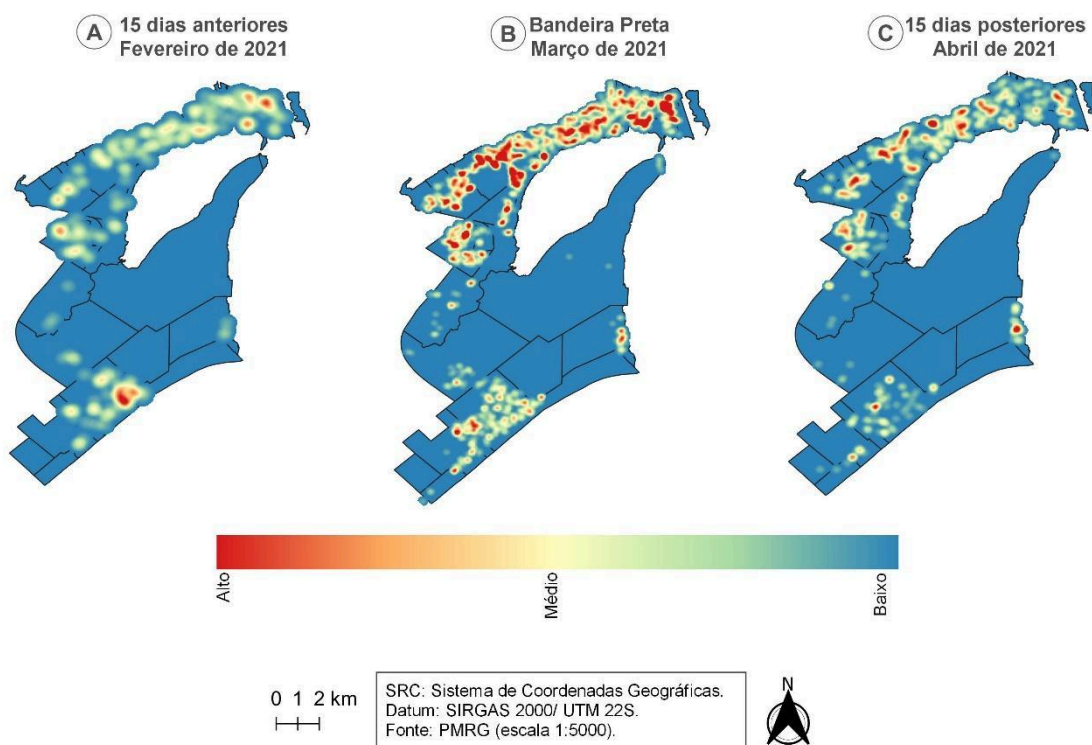 A
15 dias anteriores
Fevereiro de 2021
B
Bandeira Preta
Março de 2021
C
15 dias posteriores
Abril de 2021
Alto
Médio
Baixo
0 1 2 km
SRC: Sistema de Coordenadas Geográficas.
Datum: SIRGAS 2000/ UTM 22S.
Fonte: PMRG (escala 1:5000).
N